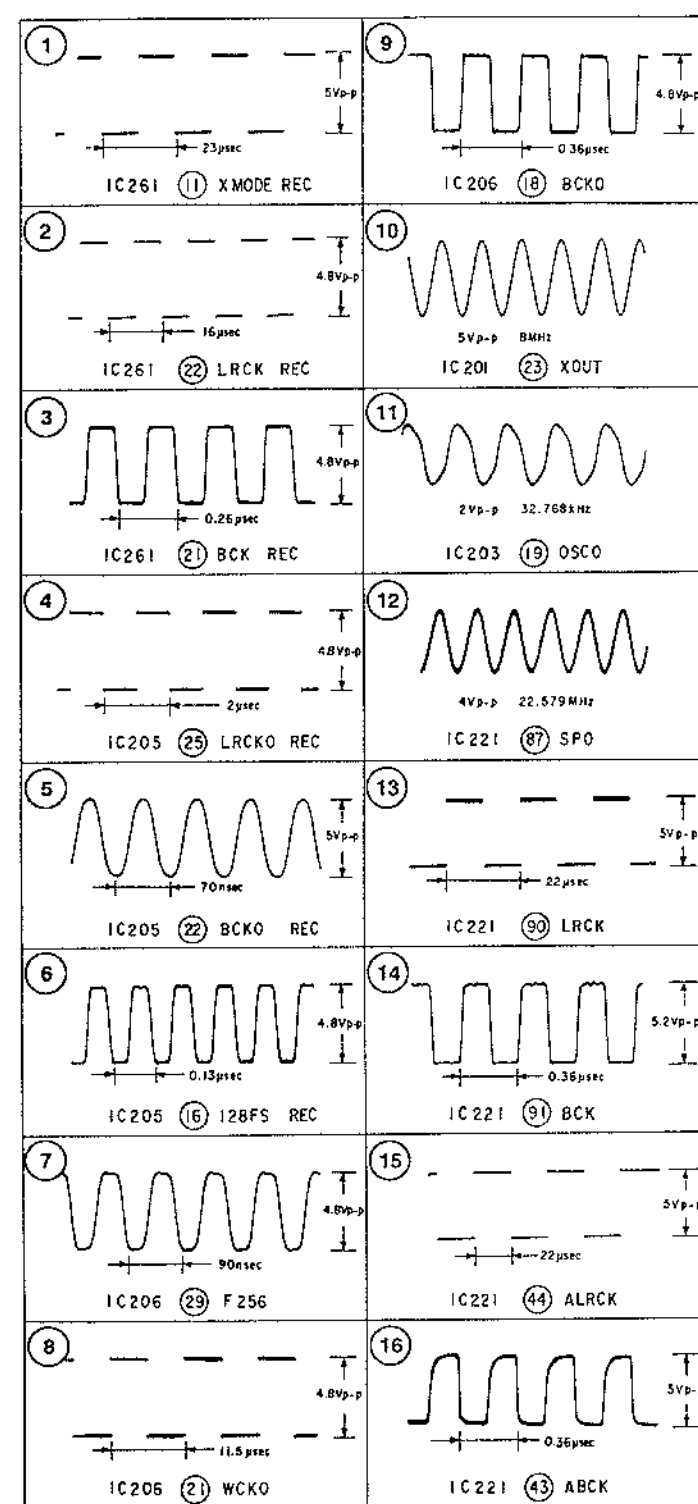 1
5Vp-p
23µsec
IC261 (11) XMODE REC
2
4.8Vp-p
16µsec
IC261 (22) LRCK REC
3
4.8Vp-p
0.26µsec
IC261 (21) BCK REC
4
4.8Vp-p
2µsec
IC205 (25) LRCKO REC
5
5Vp-p
70nsec
IC205 (22) BCKO REC
6
4.8Vp-p
0.13µsec
IC205 (16) 128FS REC
7
4.8Vp-p
90nsec
IC206 (29) F256
8
4.8Vp-p
11.5µsec
IC206 (21) WCKO
9
4.8Vp-p
0.36µsec
IC206 (18) BCKO
10
5Vp-p 8MHz
IC201 (23) XOUT
11
2Vp-p 32.768kHz
IC203 (19) OSCO
12
4Vp-p 22.579MHz
IC221 (87) SPO
13
5Vp-p
22µsec
IC221 (90) LRCK
14
5.2Vp-p
0.36µsec
IC221 (91) BCK
15
5Vp-p
22µsec
IC221 (44) ALRCK
16
5Vp-
0.36µsec
IC221 (43) ABCK